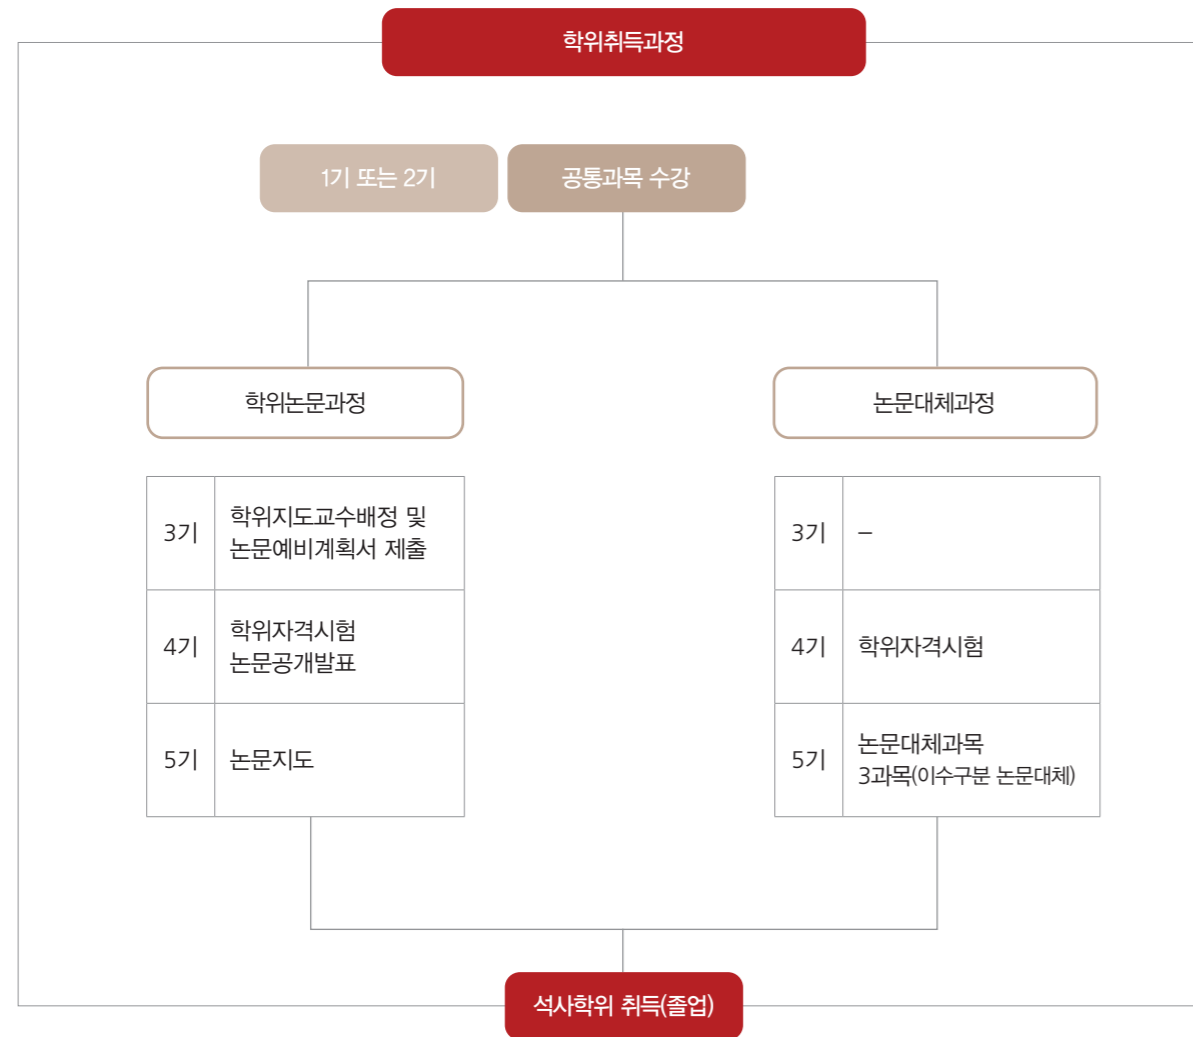 학위취득과정
1기 또는 2기
공통과목 수강
학위논문과정
3기
학위지도교수배정 및
논문예비계획서 제출
4기
학위자격시험
논문공개발표
5기
논문지도
논문대체과정
3기
–
4기
학위자격시험
5기
논문대체과목
3과목(이수구분 논문대체)
석사학위 취득(졸업)